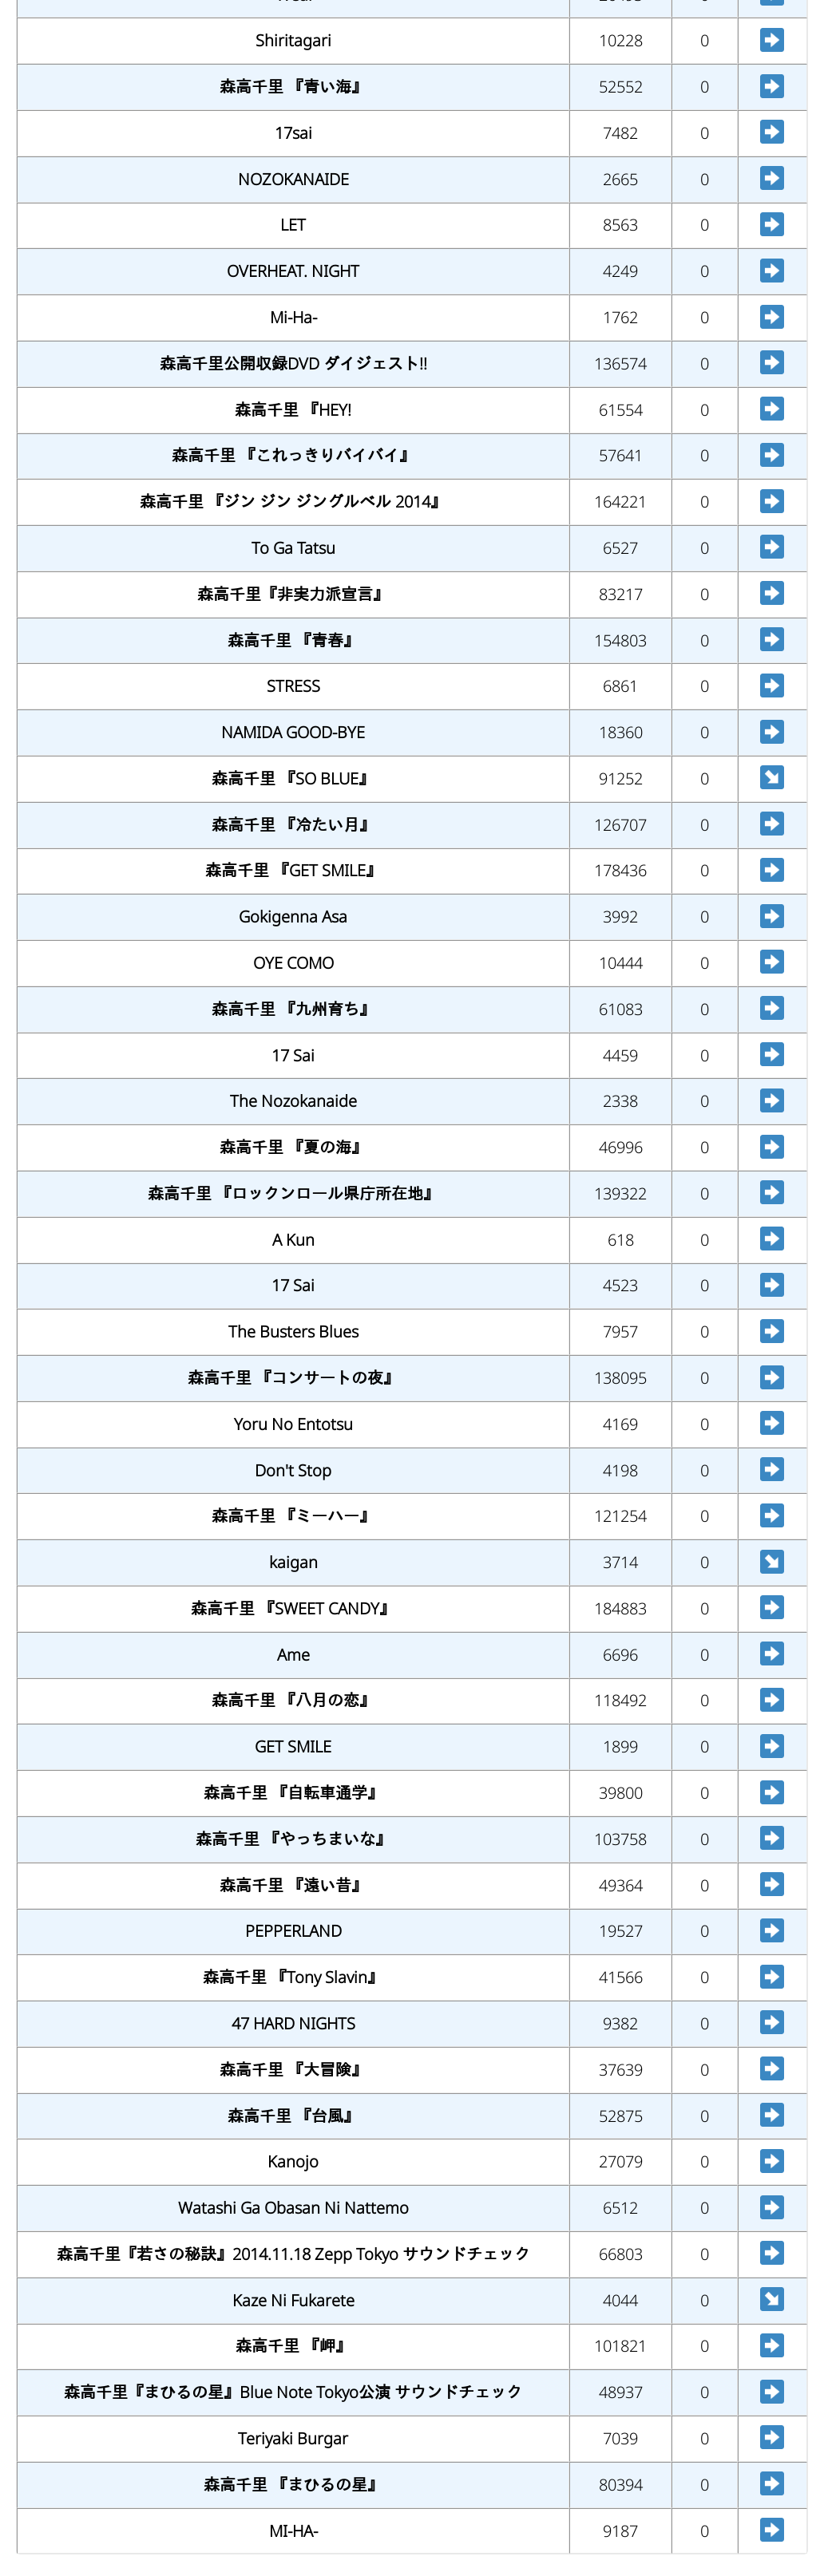 Shiritagari 10228 0
森高千里 『青い海』 52552 0
17sai 7482 0
NOZOKANAIDE 2665 0
LET 8563 0
OVERHEAT. NIGHT 4249 0
Mi-Ha- 1762 0
森高千里公開収録DVD ダイジェスト!! 136574 0
森高千里 『HEY! 61554 0
森高千里 『これっきりバイバイ』 57641 0
森高千里 『ジン ジン ジングルベル 2014』 164221 0
To Ga Tatsu 6527 0
森高千里『非実力派宣言』 83217 0
森高千里 『青春』 154803 0
STRESS 6861 0
NAMIDA GOOD-BYE 18360 0
森高千里 『SO BLUE』 91252 0
森高千里 『冷たい月』 126707 0
森高千里 『GET SMILE』 178436 0
Gokigenna Asa 3992 0
OYE COMO 10444 0
森高千里 『九州育ち』 61083 0
17 Sai 4459 0
The Nozokanaide 2338 0
森高千里 『夏の海』 46996 0
森高千里 『ロックンロール県庁所在地』 139322 0
A Kun 618 0
17 Sai 4523 0
The Busters Blues 7957 0
森高千里 『コンサートの夜』 138095 0
Yoru No Entotsu 4169 0
Don't Stop 4198 0
森高千里 『ミーハー』 121254 0
kaigan 3714 0
森高千里 『SWEET CANDY』 184883 0
Ame 6696 0
森高千里 『八月の恋』 118492 0
GET SMILE 1899 0
森高千里 『自転車通学』 39800 0
森高千里 『やっちまいな』 103758 0
森高千里 『遠い昔』 49364 0
PEPPERLAND 19527 0
森高千里 『Tony Slavin』 41566 0
47 HARD NIGHTS 9382 0
森高千里 『大冒険』 37639 0
森高千里 『台風』 52875 0
Kanojo 27079 0
Watashi Ga Obasan Ni Nattemo 6512 0
森高千里『若さの秘訣』2014.11.18 Zepp Tokyo サウンドチェック 66803 0
Kaze Ni Fukarete 4044 0
森高千里 『岬』 101821 0
森高千里『まひるの星』Blue Note Tokyo公演 サウンドチェック 48937 0
Teriyaki Burgar 7039 0
森高千里 『まひるの星』 80394 0
MI-HA- 9187 0